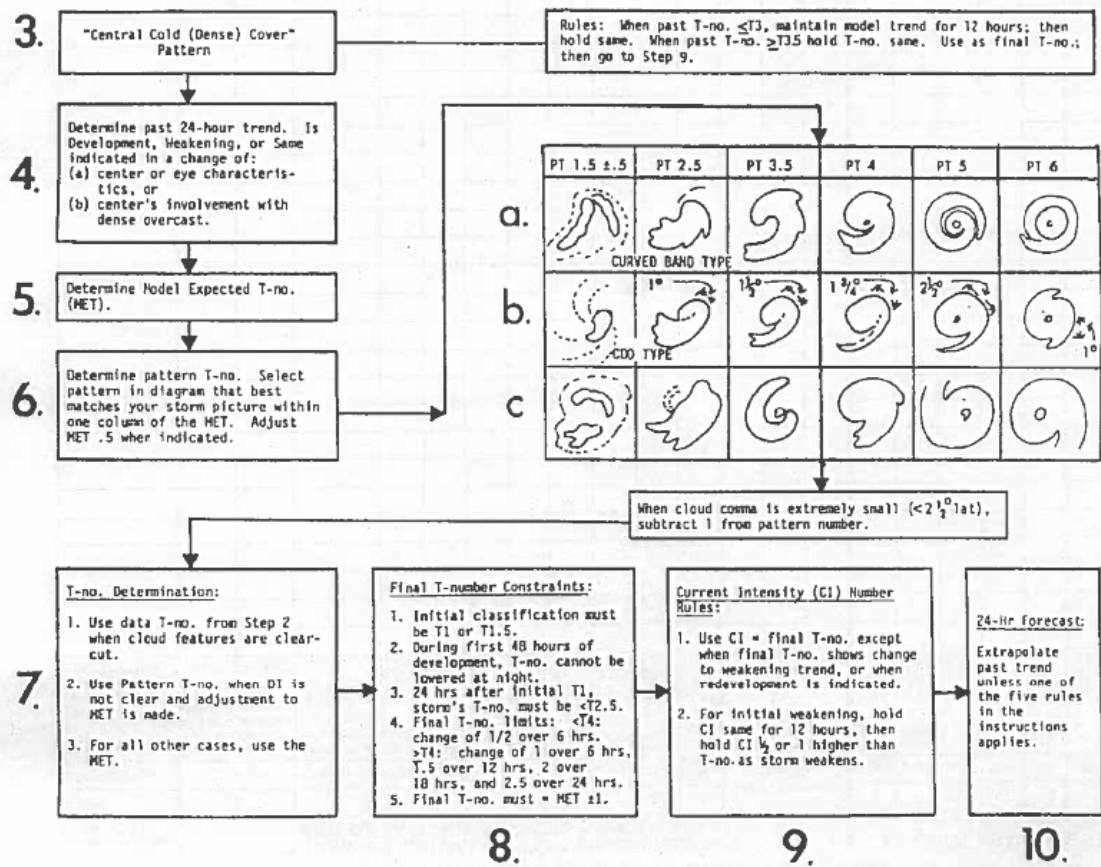 3.
"Central Cold (Dense) Cover"
Pattern
Rules: When past T-no. ≤T3, maintain model trend for 12 hours; then
hold same. When past T-no. ≥T3.5 hold T-no. same. Use as final T-no.;
then go to Step 9.
4.
Determine past 24-hour trend. Is
Development, Weakening, or Same
indicated in a change of:
(a) center or eye characteris-
tics, or
(b) center's involvement with
dense overcast.
5.
Determine Model Expected T-no.
(MET).
6.
Determine pattern T-no. Select
pattern in diagram that best
matches your storm picture within
one column of the MET. Adjust
MET .5 when indicated.
PT 1.5 ±.5 PT 2.5 PT 3.5 PT 4 PT 5 PT 6
a.
CURVED BAND TYPE
b.
1° 1½° 1 3/4° 2½°
1°
CDO TYPE
c
When cloud comma is extremely small (<2½° lat),
subtract 1 from pattern number.
7.
T-no. Determination:
1. Use data T-no. from Step 2
when cloud features are clear-
cut.
2. Use Pattern T-no. when DT is
not clear and adjustment to
MET is made.
3. For all other cases, use the
MET.
Final T-number Constraints:
1. Initial classification must
be T1 or T1.5.
2. During first 48 hours of
development, T-no. cannot be
lowered at night.
3. 24 hrs after initial T1,
storm's T-no. must be <T2.5.
4. Final T-no. limits: <T4:
change of 1/2 over 6 hrs.
>T4: change of 1 over 6 hrs,
1.5 over 12 hrs, 2 over
18 hrs, and 2.5 over 24 hrs.
5. Final T-no. must = MET ±1.
8.
Current Intensity (CI) Number
Rules:
1. Use CI = final T-no. except
when final T-no. shows change
to weakening trend, or when
redevelopment is indicated.
2. For initial weakening, hold
CI same for 12 hours, then
hold CI ½ or 1 higher than
T-no. as storm weakens.
9.
24-Hr forecast:
Extrapolate
past trend
unless one of
the five rules
in the
instructions
applies.
10.